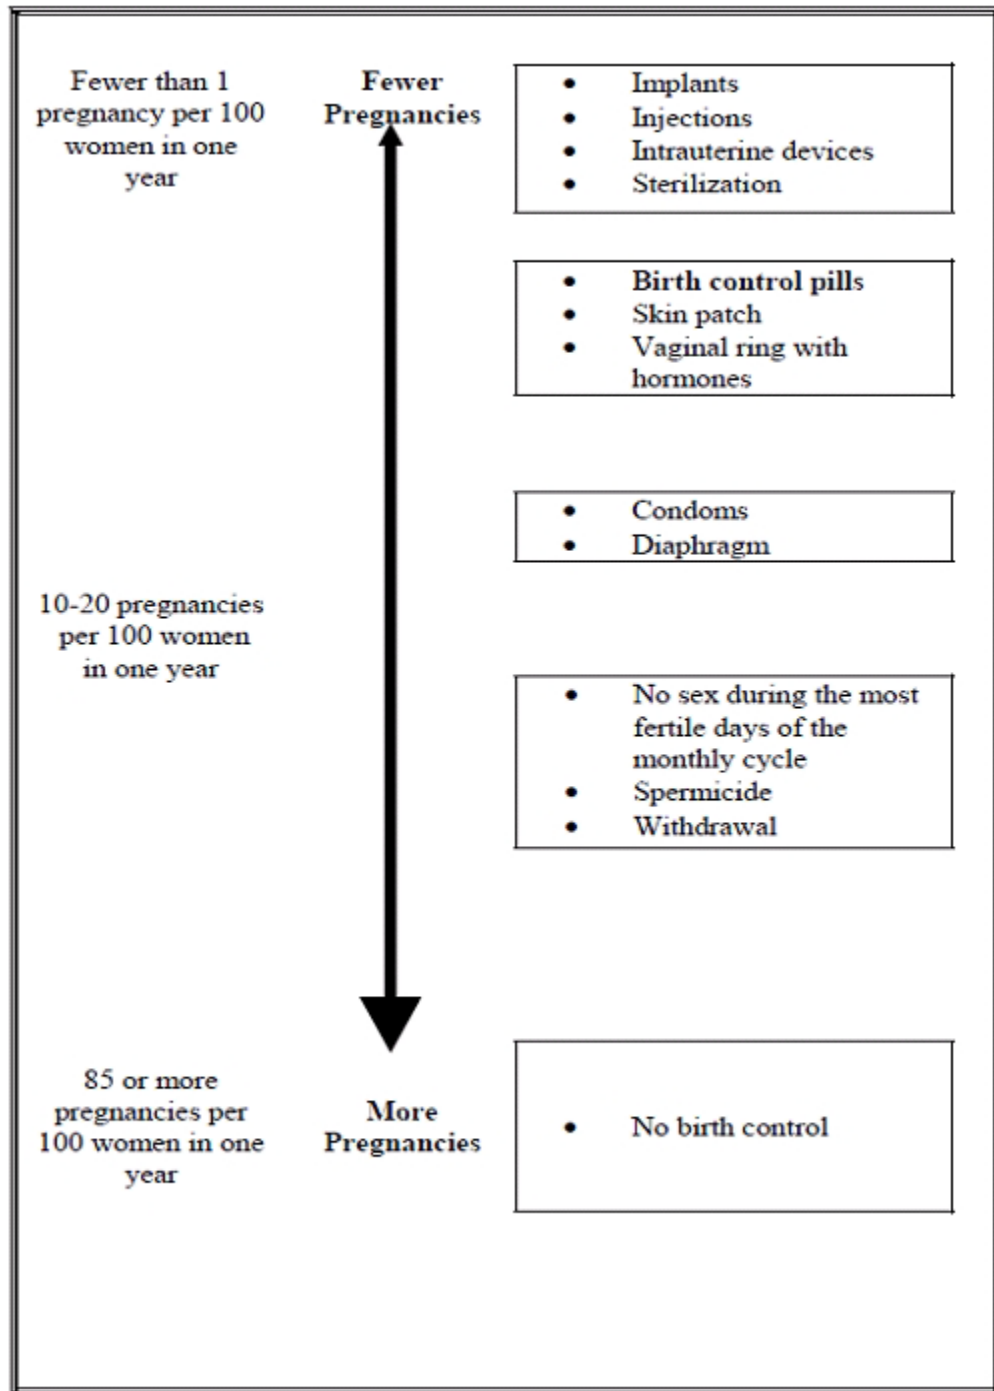 Fewer than 1
pregnancy per 100
women in one
year
Fewer
Pregnancies
• Implants
• Injections
• Intrauterine devices
• Sterilization
• Birth control pills
• Skin patch
• Vaginal ring with
hormones
• Condoms
• Diaphragm
10-20 pregnancies
per 100 women
in one year
• No sex during the most
fertile days of the
monthly cycle
• Spermicide
• Withdrawal
85 or more
pregnancies per
100 women in one
year
More
Pregnancies
• No birth control